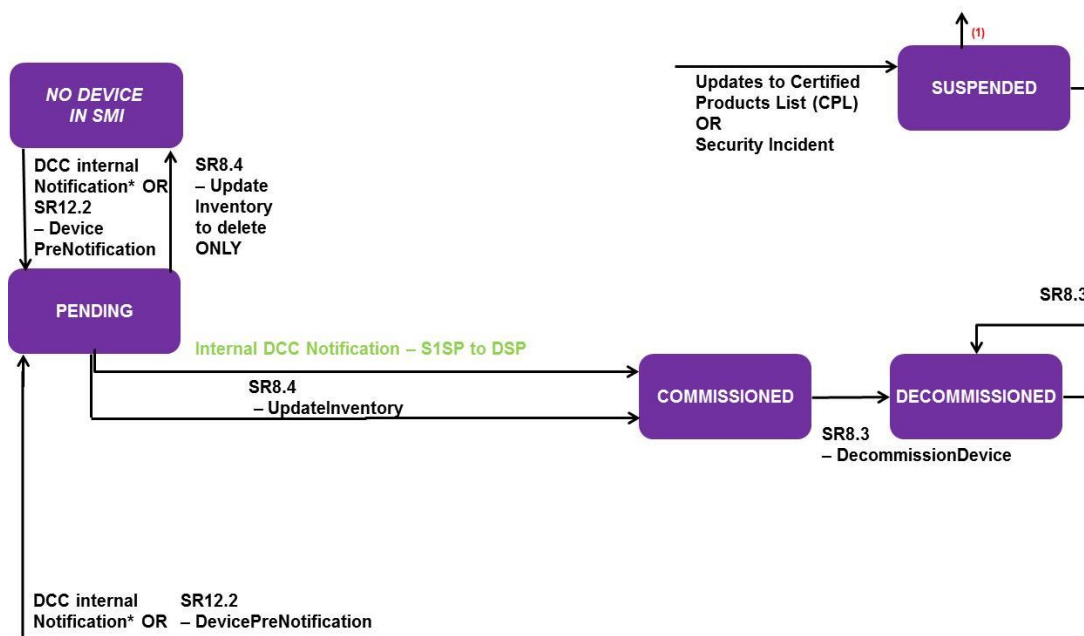 (1)
NO DEVICE
IN SMI
SUSPENDED
Updates to Certified
Products List (CPL)
OR
Security Incident
DCC internal
Notification* OR
SR12.2
– Device
PreNotification
SR8.4
– Update
Inventory
to delete
ONLY
PENDING
SR8.3
Internal DCC Notification – S1SP to DSP
SR8.4
– UpdateInventory
COMMISSIONED
DECOMMISSIONED
SR8.3
– DecommissionDevice
DCC internal
Notification* OR
SR12.2
– DevicePreNotification